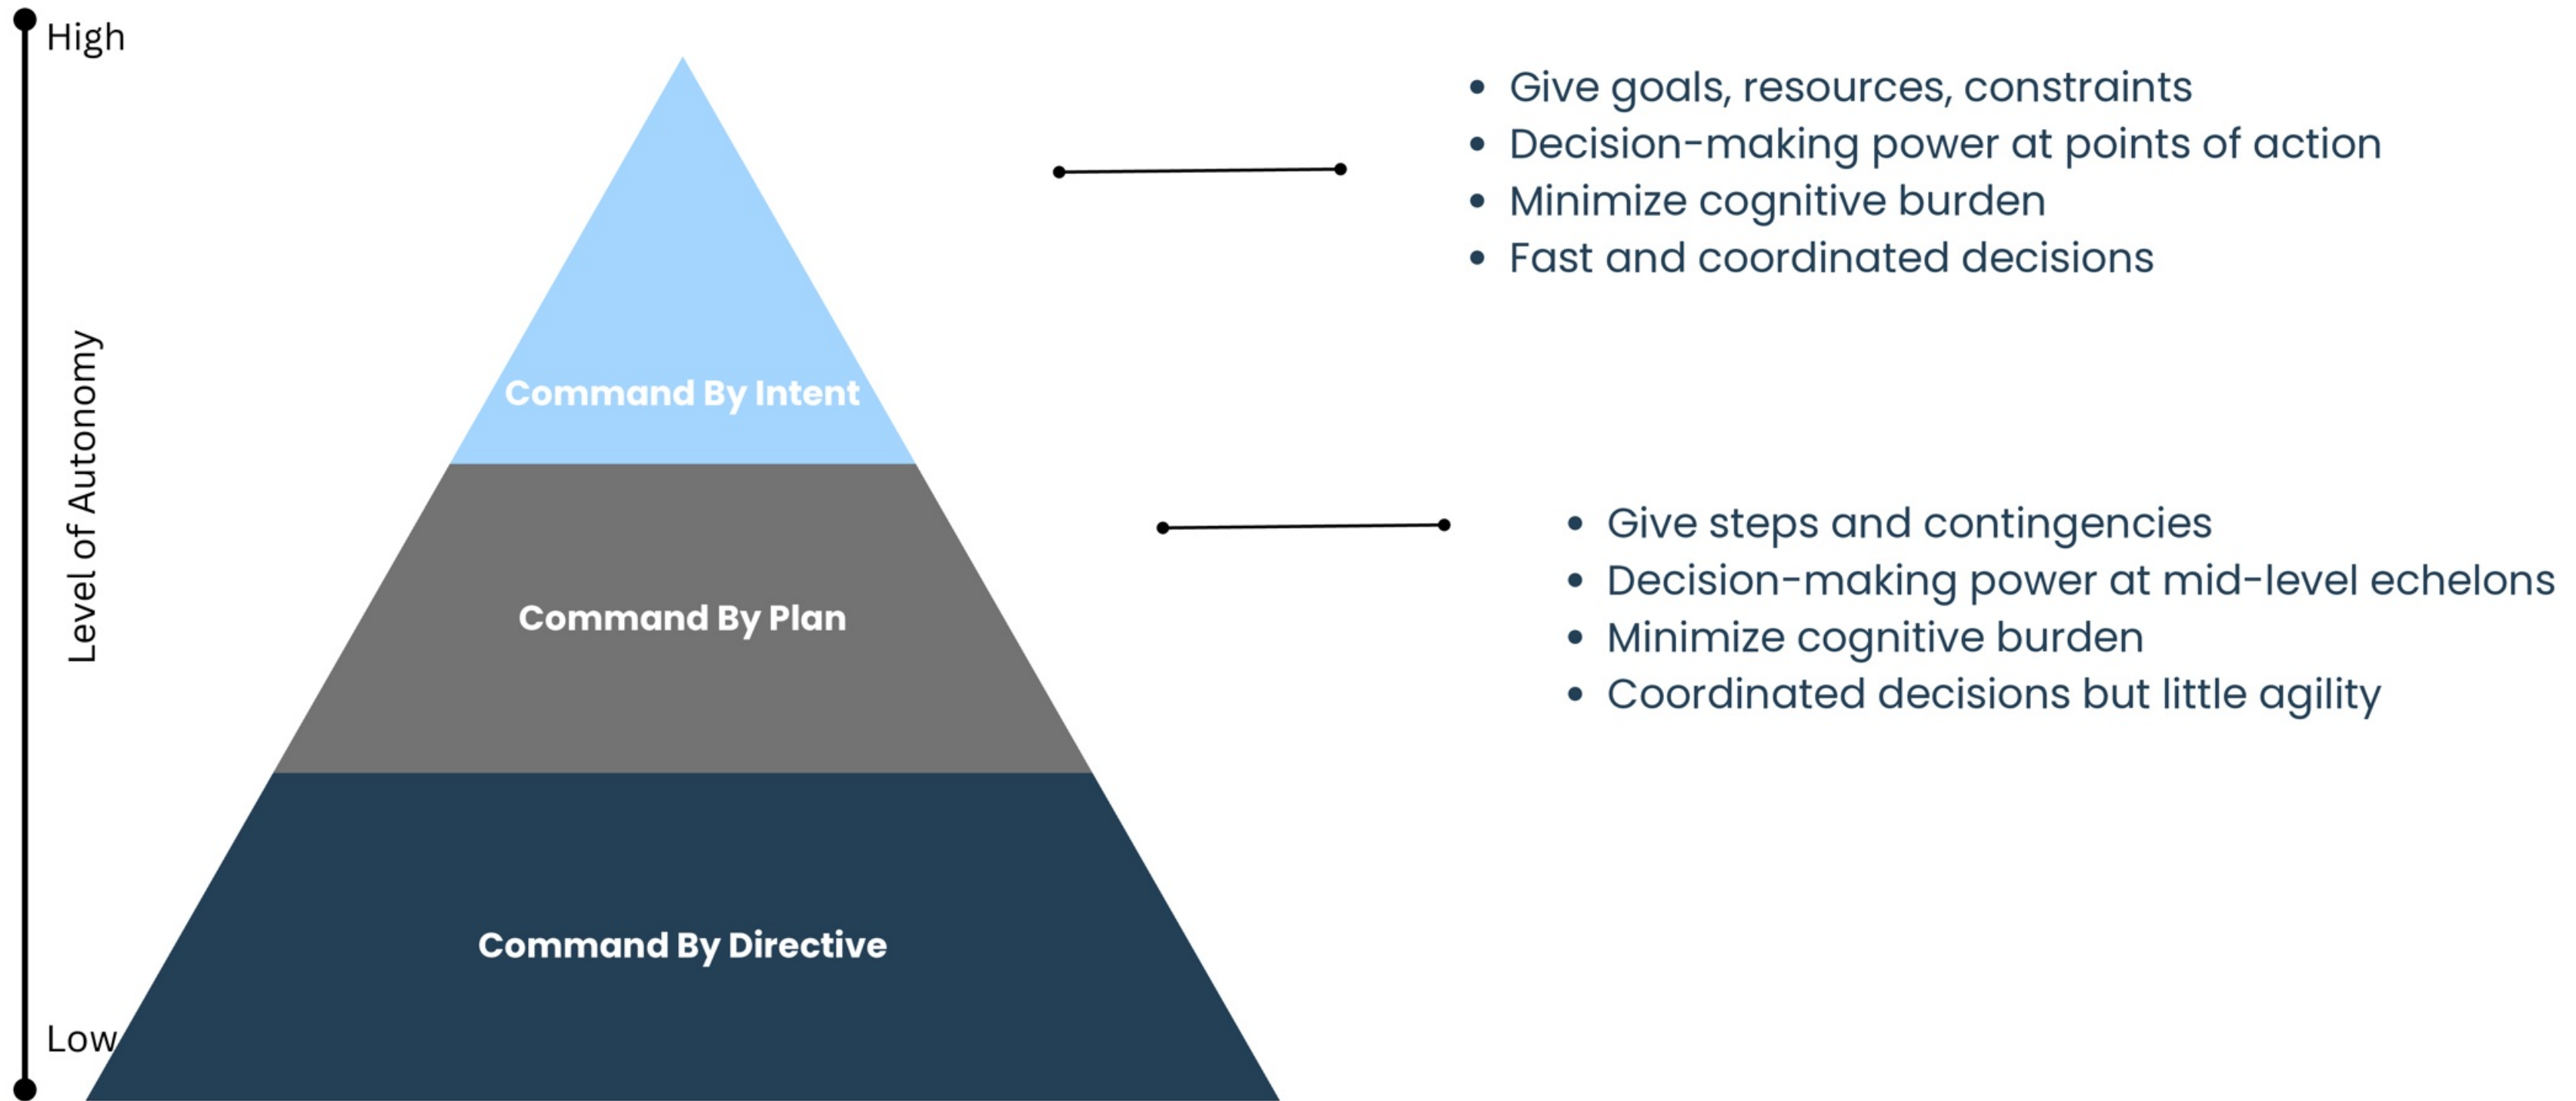 High
Level of Autonomy
Low
Command By Intent
• Give goals, resources, constraints
• Decision-making power at points of action
• Minimize cognitive burden
• Fast and coordinated decisions
Command By Plan
• Give steps and contingencies
• Decision-making power at mid-level echelons
• Minimize cognitive burden
• Coordinated decisions but little agility
Command By Directive